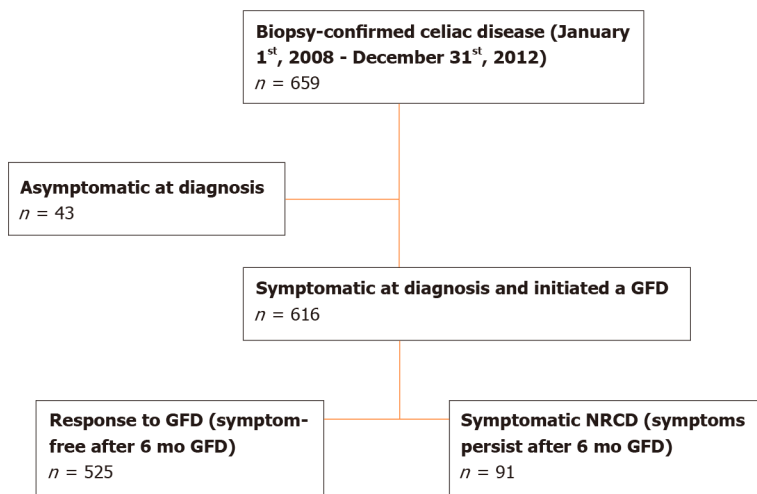 Biopsy-confirmed celiac disease (January
1st, 2008 - December 31st, 2012)
n = 659
Asymptomatic at diagnosis
n = 43
Symptomatic at diagnosis and initiated a GFD
n = 616
Response to GFD (symptom-
free after 6 mo GFD)
n = 525
Symptomatic NRCD (symptoms
persist after 6 mo GFD)
n = 91